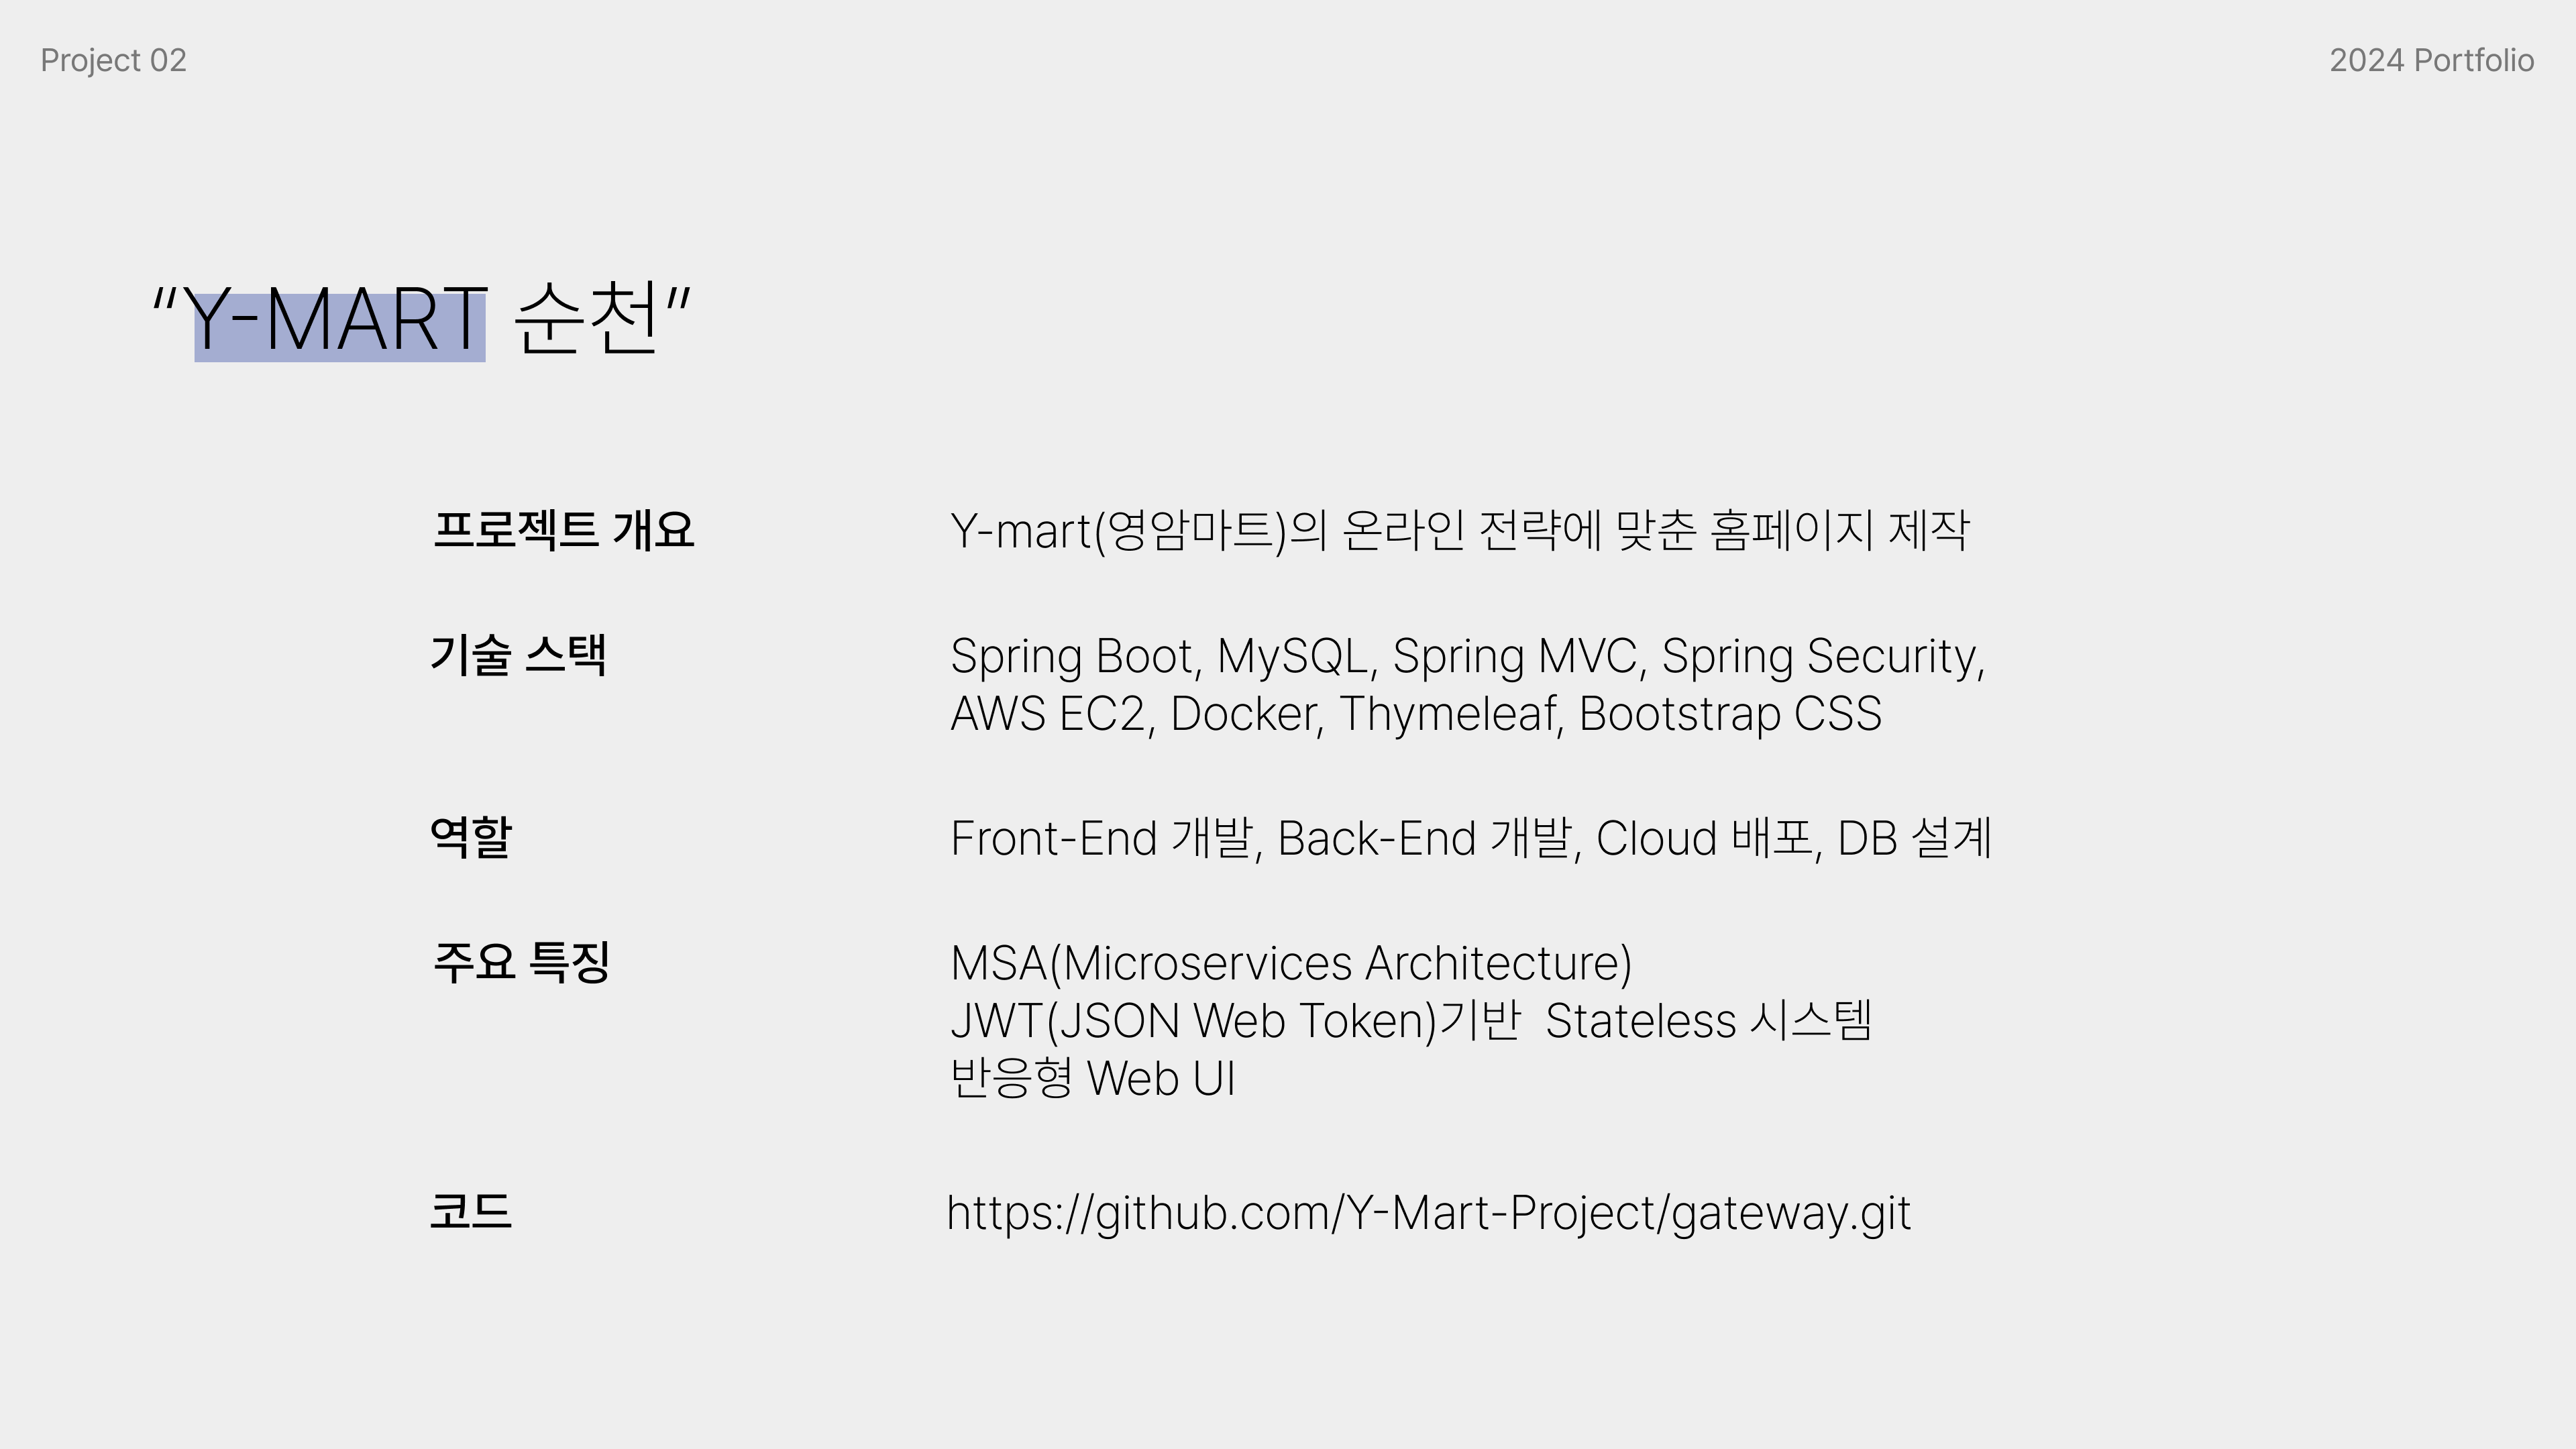 Project 02
2024 Portfolio
“Y-MART 순천”
프로젝트 개요
Y-mart(영암마트)의 온라인 전략에 맞춘 홈페이지 제작
기술 스택
Spring Boot, MySQL, Spring MVC, Spring Security,
AWS EC2, Docker, Thymeleaf, Bootstrap CSS
역할
Front-End 개발, Back-End 개발, Cloud 배포, DB 설계
주요 특징
MSA(Microservices Architecture)
JWT(JSON Web Token)기반  Stateless 시스템
반응형 Web UI
코드
https://github.com/Y-Mart-Project/gateway.git